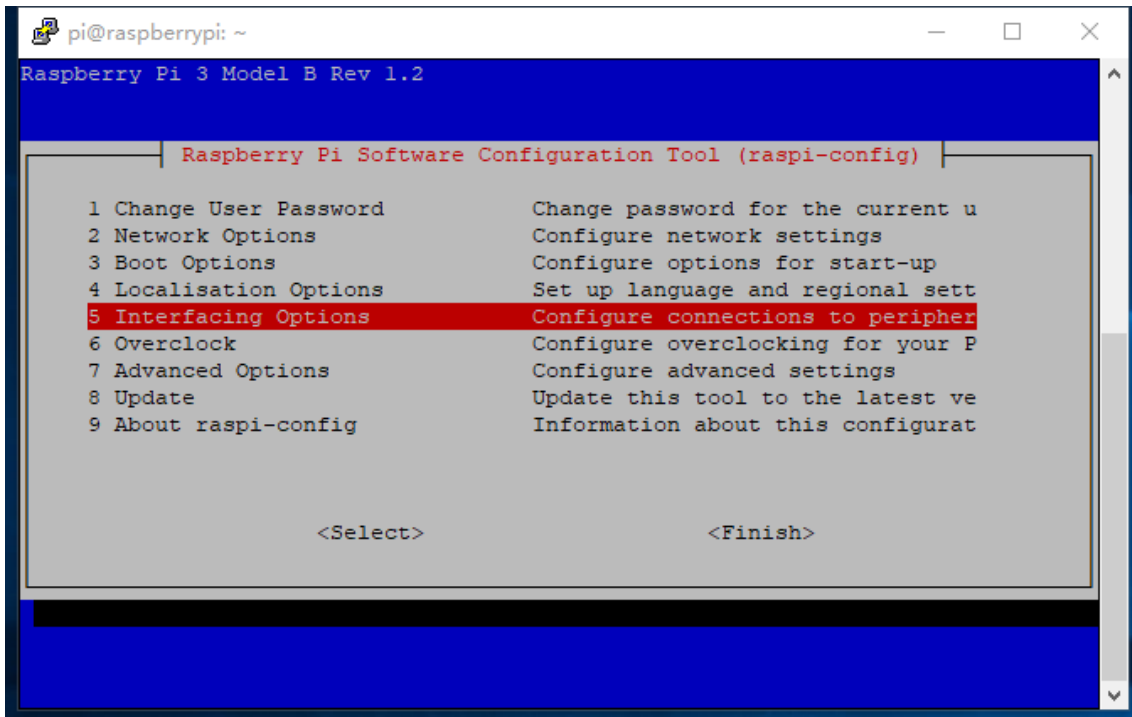 pi@raspberrypi: ~
Raspberry Pi 3 Model B Rev 1.2
Raspberry Pi Software Configuration Tool (raspi-config)
1 Change User Password Change password for the current u
2 Network Options Configure network settings
3 Boot Options Configure options for start-up
4 Localisation Options Set up language and regional sett
5 Interfacing Options Configure connections to peripher
6 Overclock Configure overclocking for your P
7 Advanced Options Configure advanced settings
8 Update Update this tool to the latest ve
9 About raspi-config Information about this configurat
<Select> <Finish>